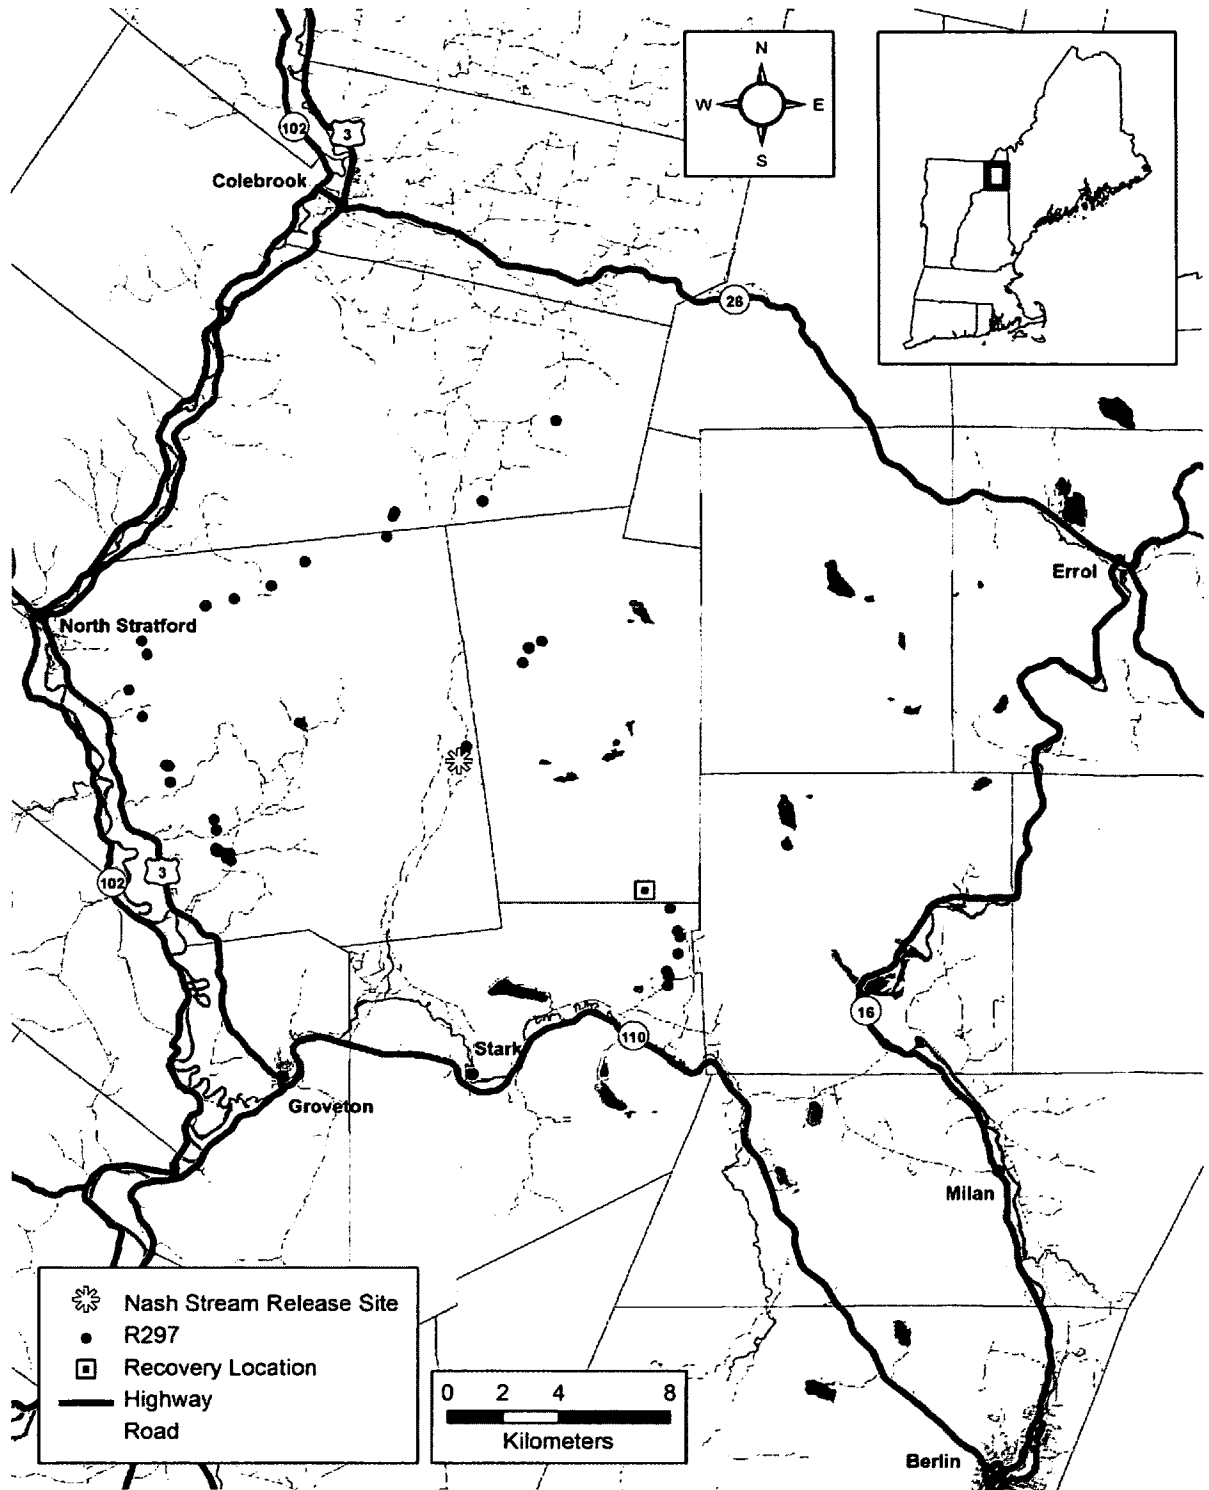 N
W E
S
102
3
Colebrook
26
Errol
North Stratford
102
3
16
110
Stark
Groveton
Milan
Nash Stream Release Site
R297
Recovery Location
Highway
Road
0 2 4 8
Kilometers
Berlin